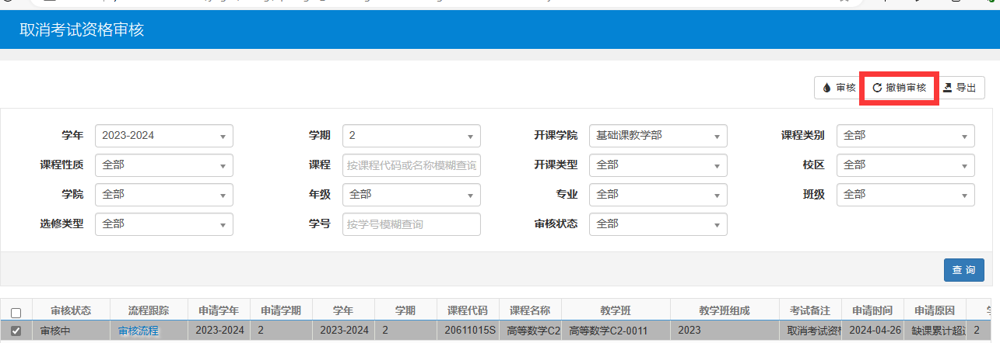 取消考试资格审核
审核 撤销审核 导出
学年 2023-2024 学期 2 开课学院 基础课教学部 课程类别 全部
课程性质 全部 课程 按课程代码或名称模糊查询 开课类型 全部 校区 全部
学院 全部 年级 全部 专业 全部 班级 全部
选修类型 全部 学号 按学号模糊查询 审核状态 全部
查 询
审核状态 流程跟踪 申请学年 申请学期 学年 学期 课程代码 课程名称 教学班 教学班组成 考试备注 申请时间 申请原因
审核中 审核流程 2023-2024 2 2023-2024 2 20611015S 高等数学C2 高等数学C2-0011 2023 取消考试资 2024-04-26 缺课累计超 2